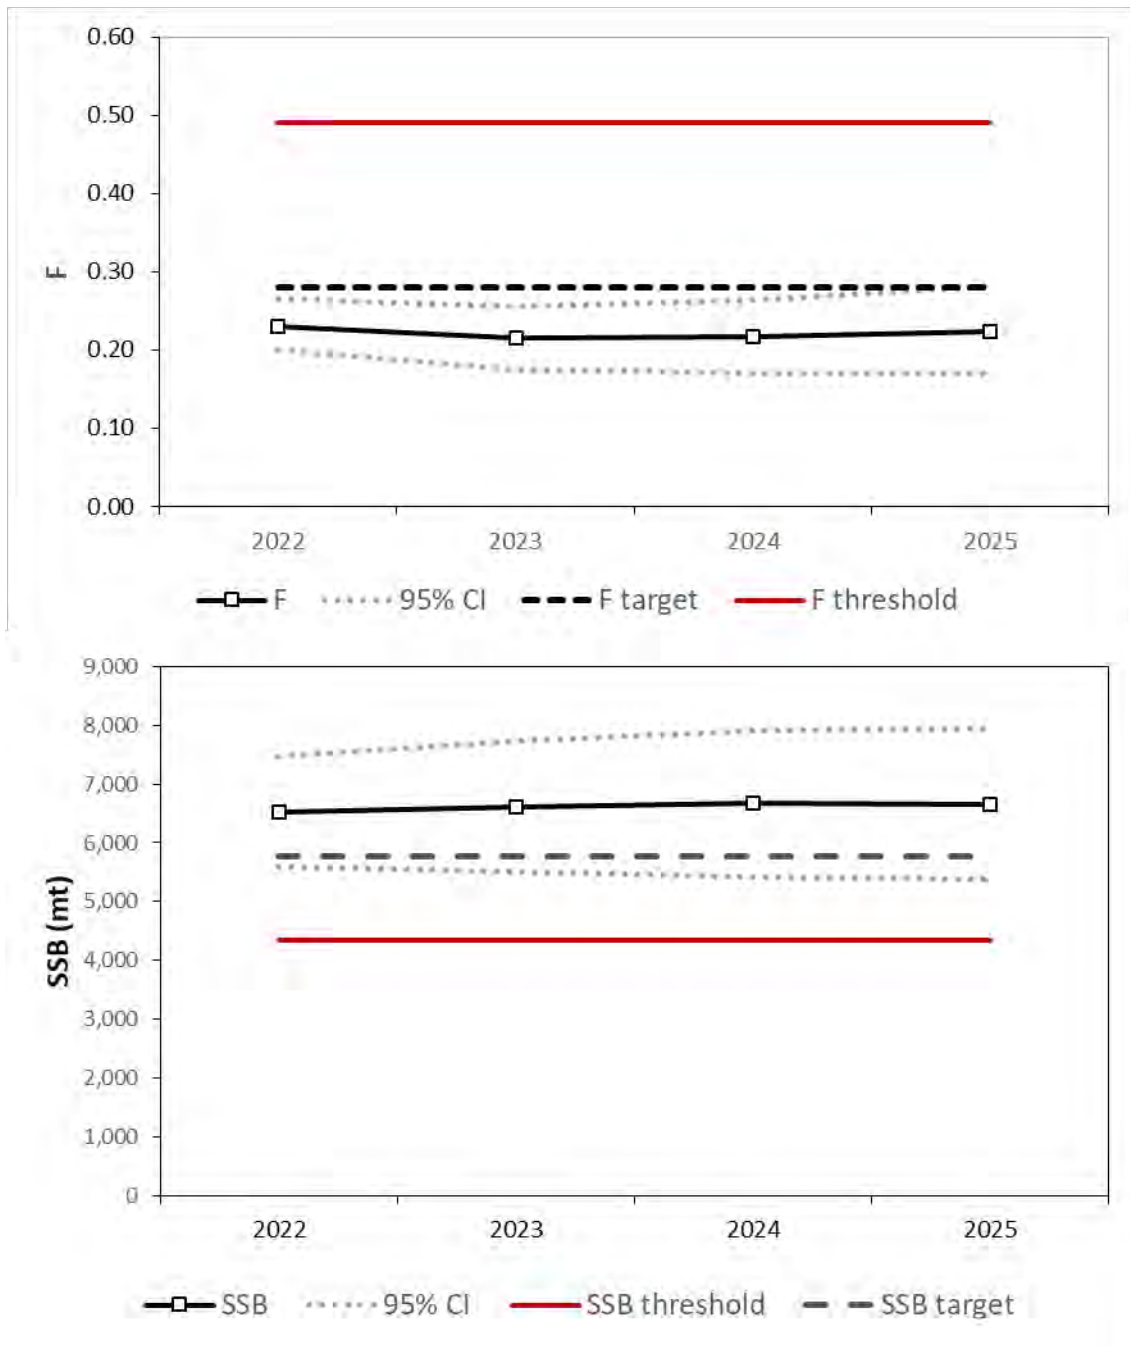 0.60
0.50
0.40
0.30
0.20
0.10
0.00
F
2022 2023 2024 2025
F 95% CI F target F threshold
9,000
8,000
7,000
6,000
5,000
4,000
3,000
2,000
1,000
0
SSB (mt)
2022 2023 2024 2025
SSB 95% CI SSB threshold SSB target